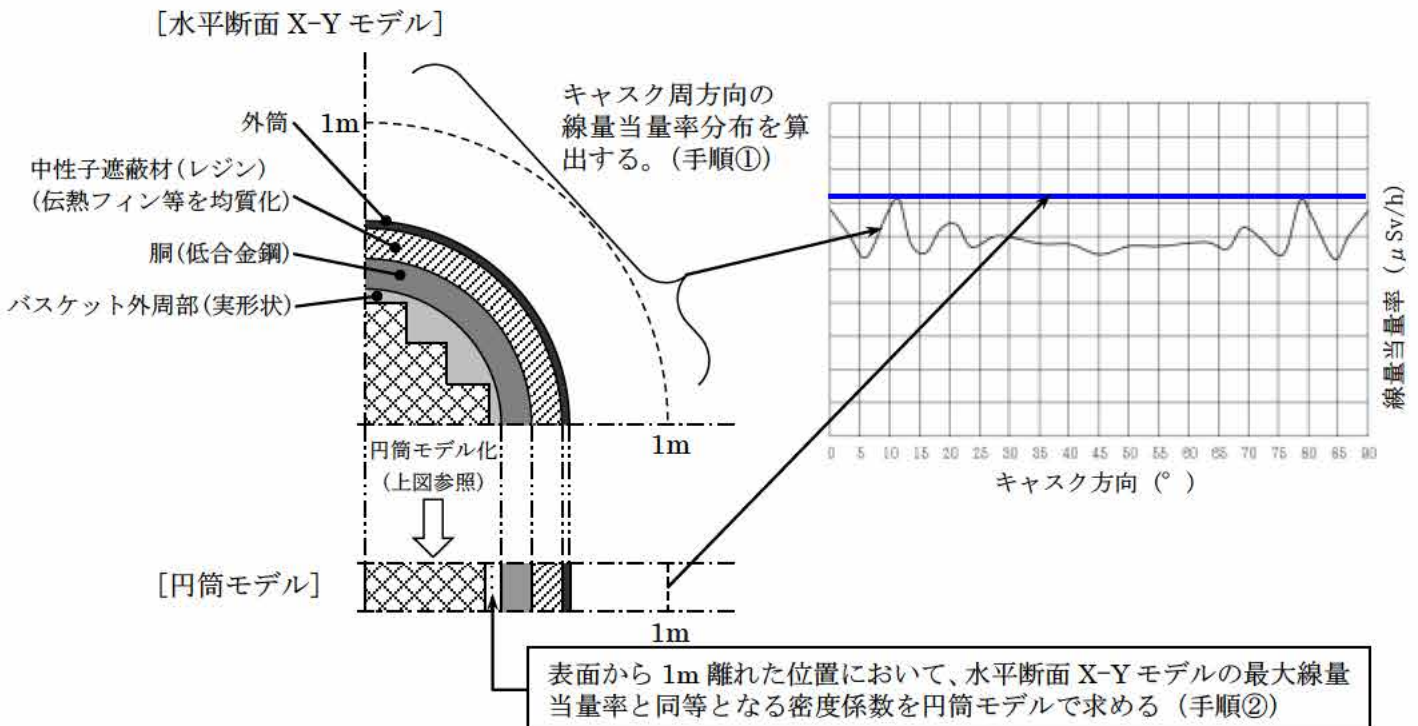 [水平断面 X-Y モデル]
外筒
1m
中性子遮蔽材(レジン)
(伝熱フィン等を均質化)
胴(低合金鋼)
バスケット外周部(実形状)
キャスク周方向の
線量当量率分布を算
出する。(手順①)
1m
線量当量率 (μSv/h)
0 5 10 15 20 25 30 35 40 45 50 55 60 65 70 75 80 85 90
キャスク方向 (°)
円筒モデル化
(上図参照)
[円筒モデル]
1m
表面から 1m 離れた位置において、水平断面 X-Y モデルの最大線量
当量率と同等となる密度係数を円筒モデルで求める (手順②)